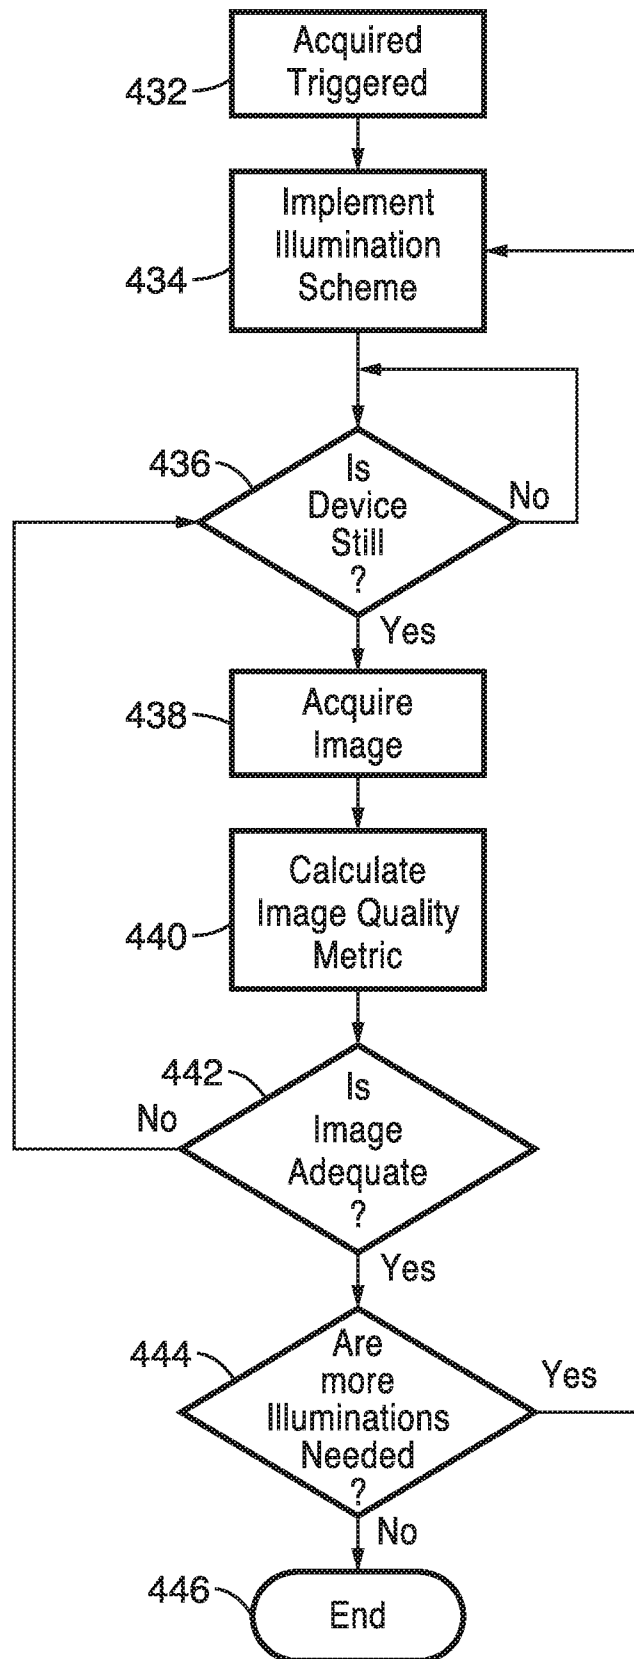 Acquired
Triggered
432
Implement
Illumination
Scheme
434
436
Is
Device
Still
?
No
Yes
438
Acquire
Image
Calculate
Image Quality
Metric
440
442
No
Is
Image
Adequate
?
Yes
444
Are
more
Illuminations
Needed
?
Yes
No
446
End